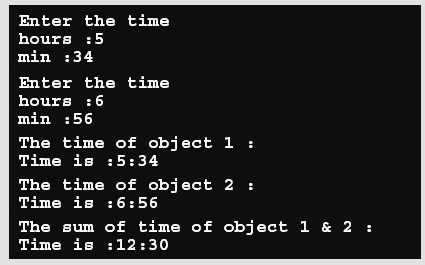 Enter the time
hours :5
min :34
Enter the time
hours :6
min :56
The time of object 1 :
Time is :5:34
The time of object 2 :
Time is :6:56
The sum of time of object 1 & 2 :
Time is :12:30